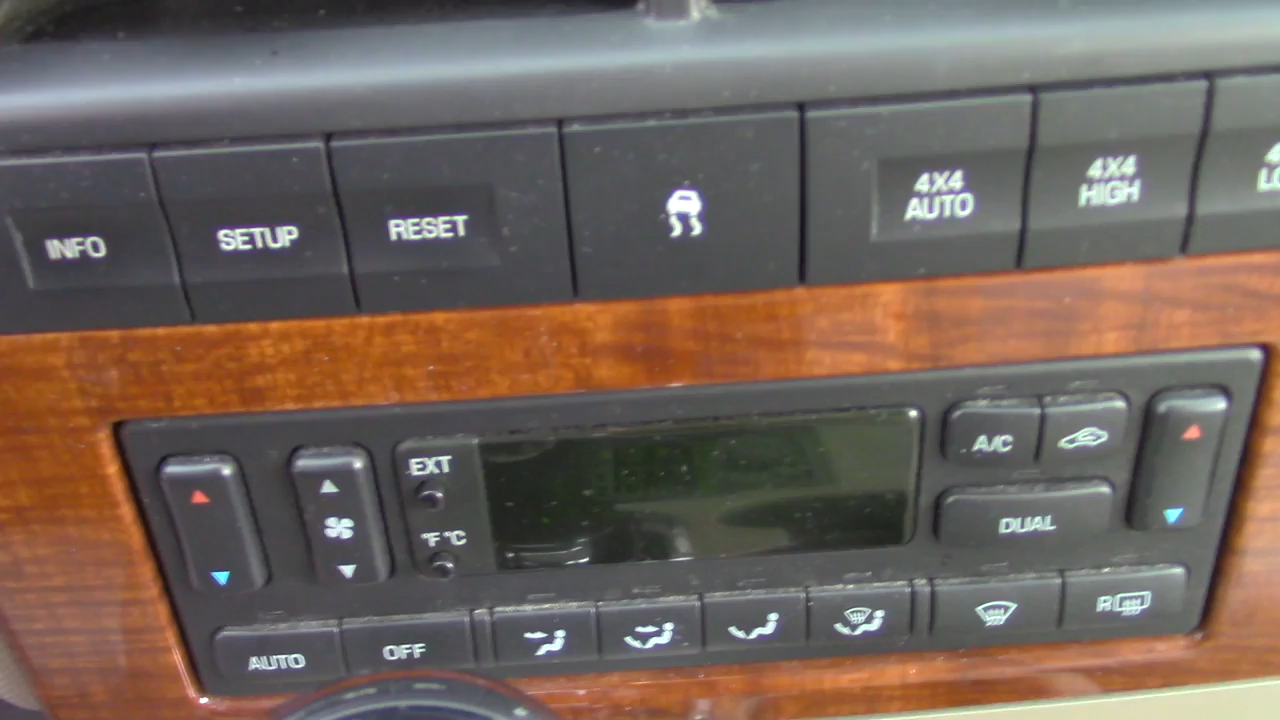 INFO
SETUP
RESET
4X4
AUTO
4X4
HIGH
EXT
°F °C
A/C
DUAL
AUTO
OFF
R